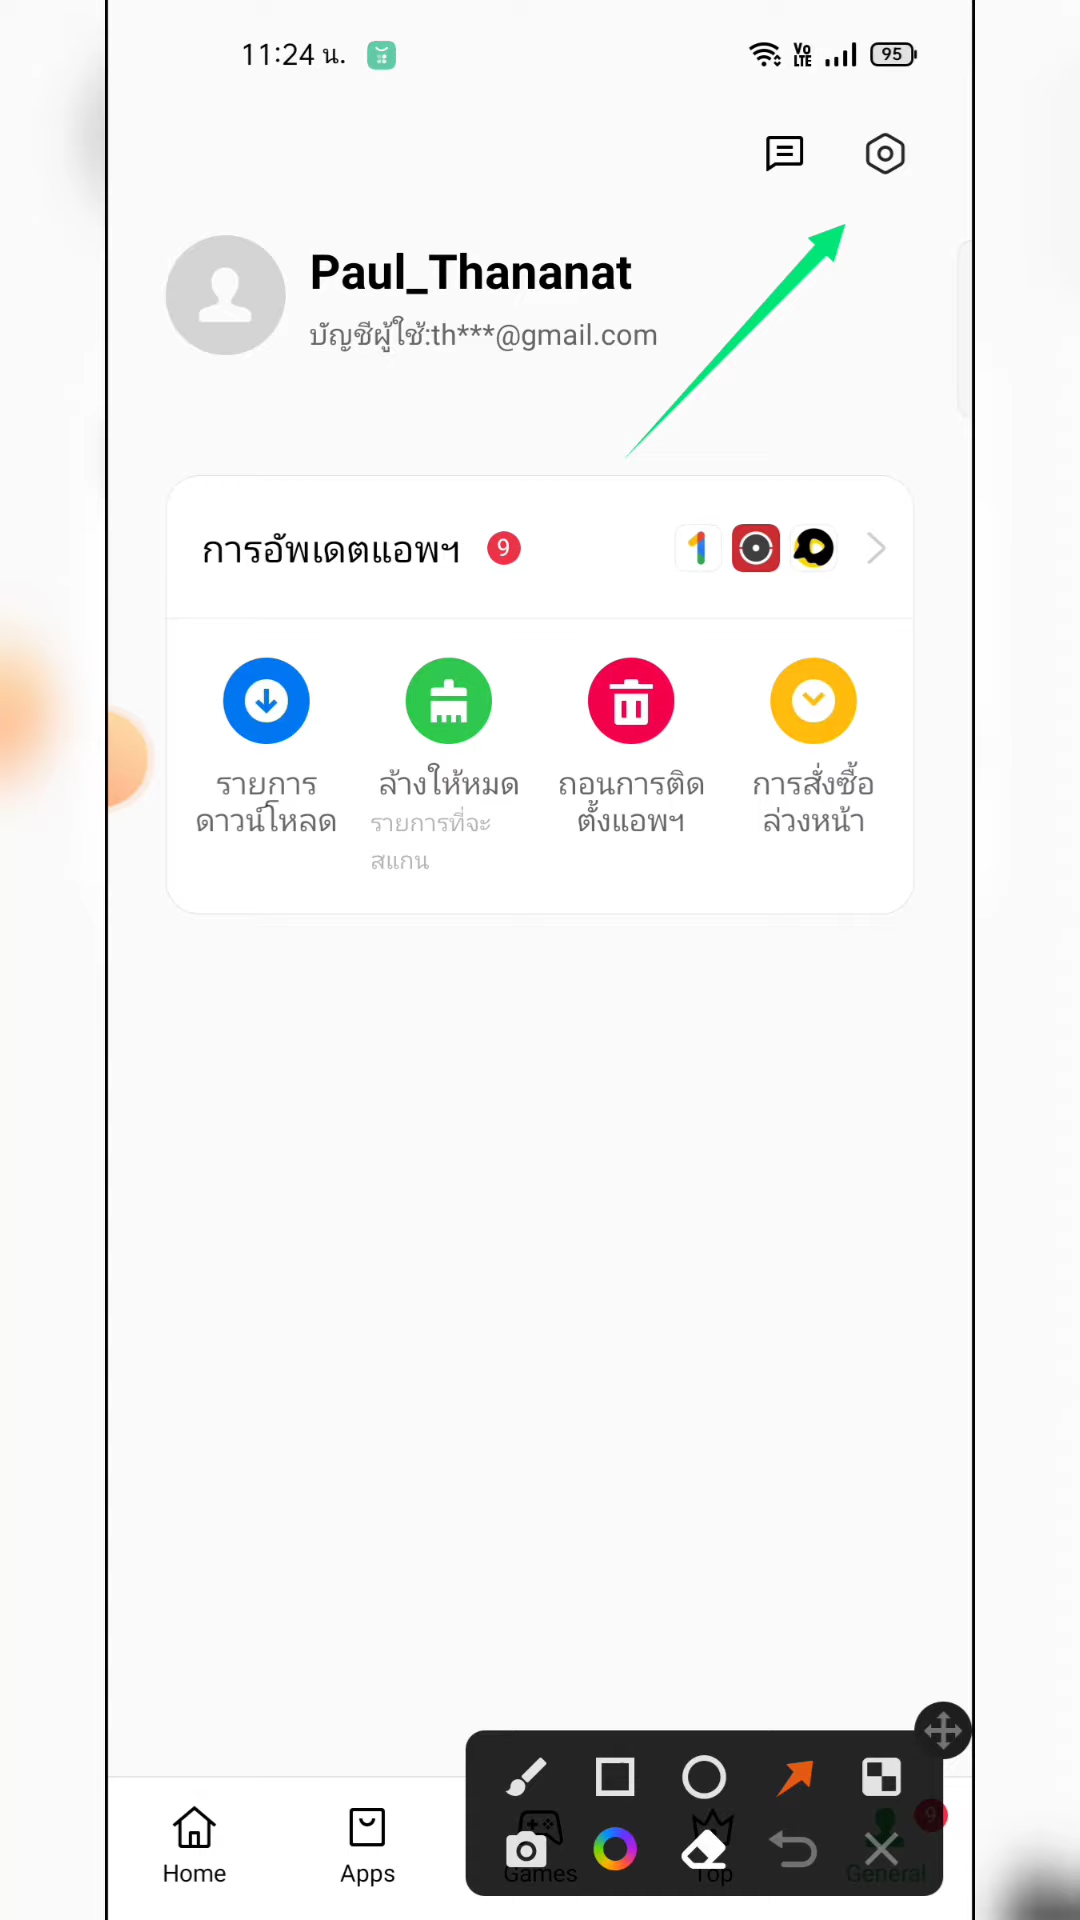 11:24 น.
Vo
LTE
95
Paul_Thananat
บัญชีผู้ใช้:th***@gmail.com
การอัพเดตแอพฯ 9
รายการ
ดาวน์โหลด
ล้างให้หมด
รายการที่จะ
สแกน
ถอนการติด
ตั้งแอพฯ
การสั่งซื้อ
ล่วงหน้า
9
Home
Apps
Games
Top
General